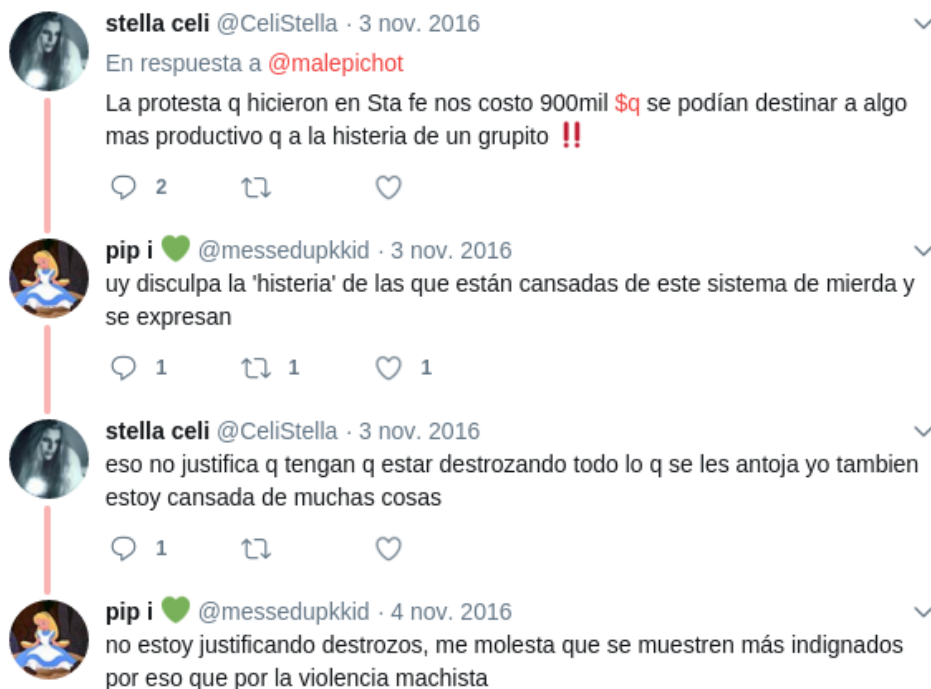 stella celi @CeliStella · 3 nov. 2016
En respuesta a @malepichot
La protesta q hicieron en Sta fe nos costo 900mil $q se podían destinar a algo
mas productivo q a la histeria de un grupito ‼
2
pip i 💚 @messedupkkid · 3 nov. 2016
uy disculpa la 'histeria' de las que están cansadas de este sistema de mierda y
se expresan
1 1 1
stella celi @CeliStella · 3 nov. 2016
eso no justifica q tengan q estar destrozando todo lo q se les antoja yo tambien
estoy cansada de muchas cosas
1
pip i 💚 @messedupkkid · 4 nov. 2016
no estoy justificando destrozos, me molesta que se muestren más indignados
por eso que por la violencia machista